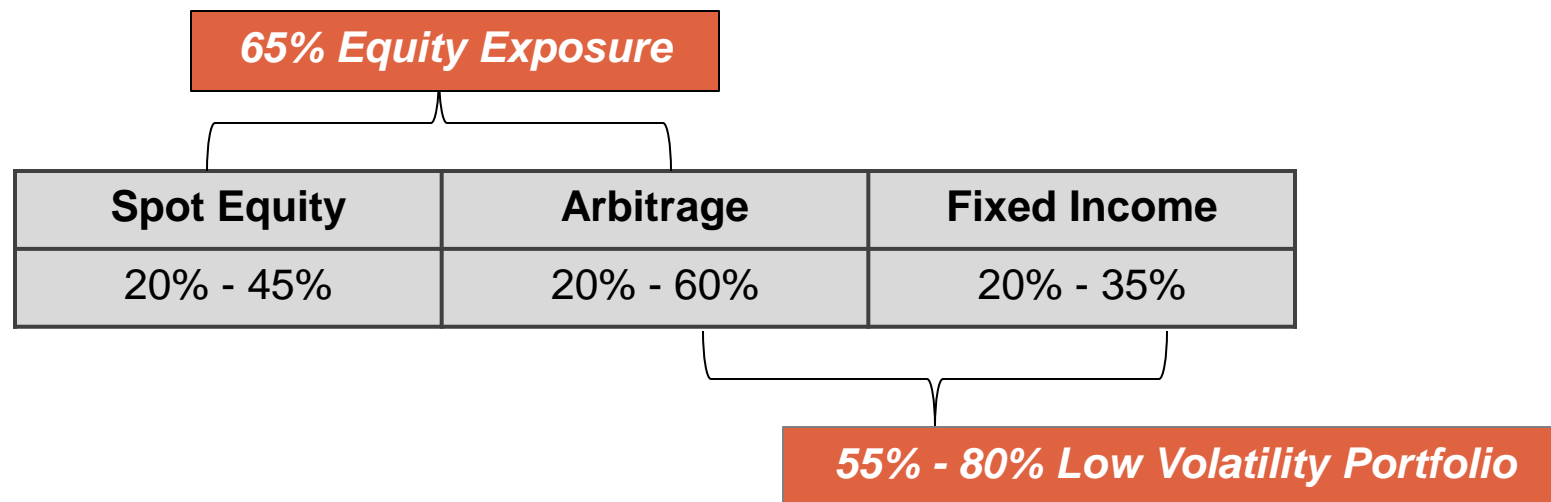 65% Equity Exposure
Spot Equity Arbitrage Fixed Income
20% - 45% 20% - 60% 20% - 35%
55% - 80% Low Volatility Portfolio